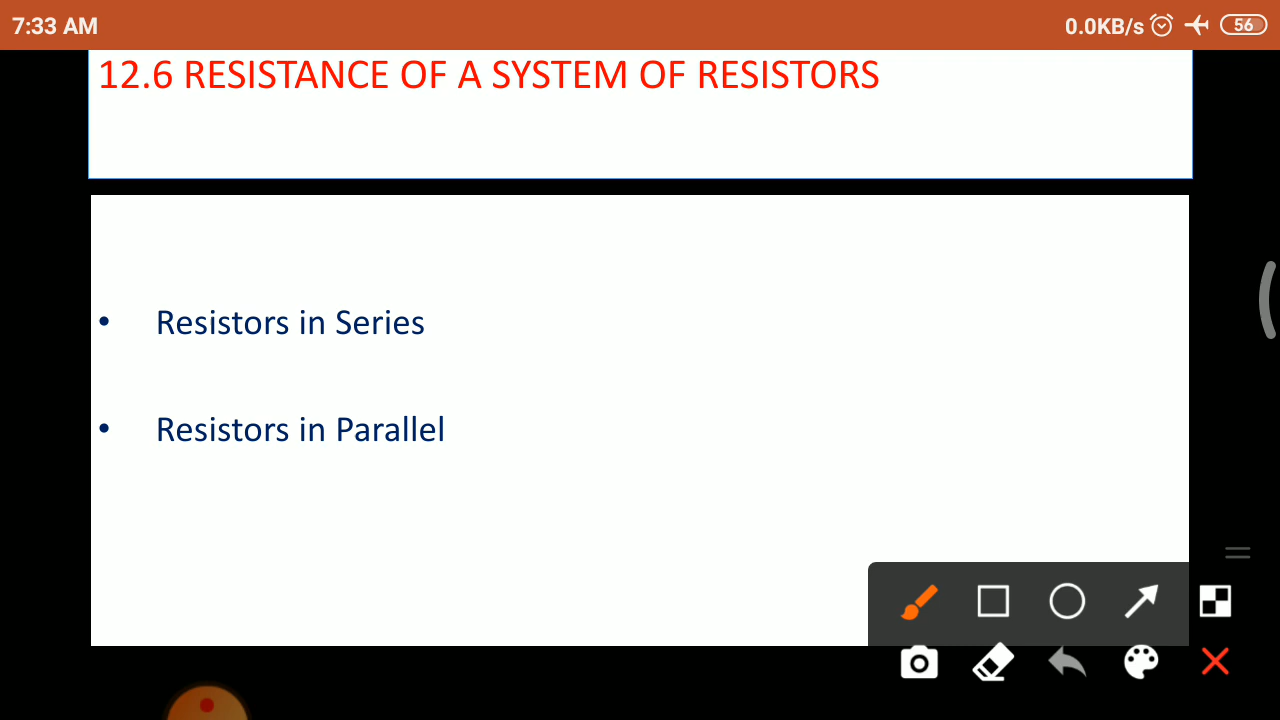 7:33 AM
0.0KB/s
56
12.6 RESISTANCE OF A SYSTEM OF RESISTORS
• Resistors in Series
• Resistors in Parallel